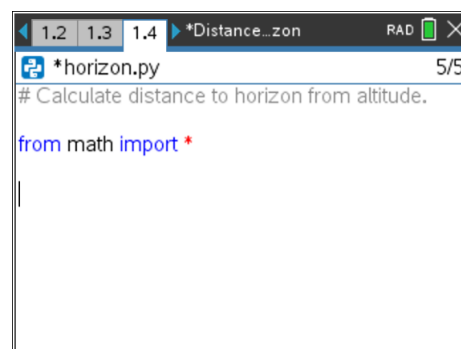 1.2 1.3 1.4 *Distance...zon RAD
*horizon.py 5/5
# Calculate distance to horizon from altitude.
from math import *